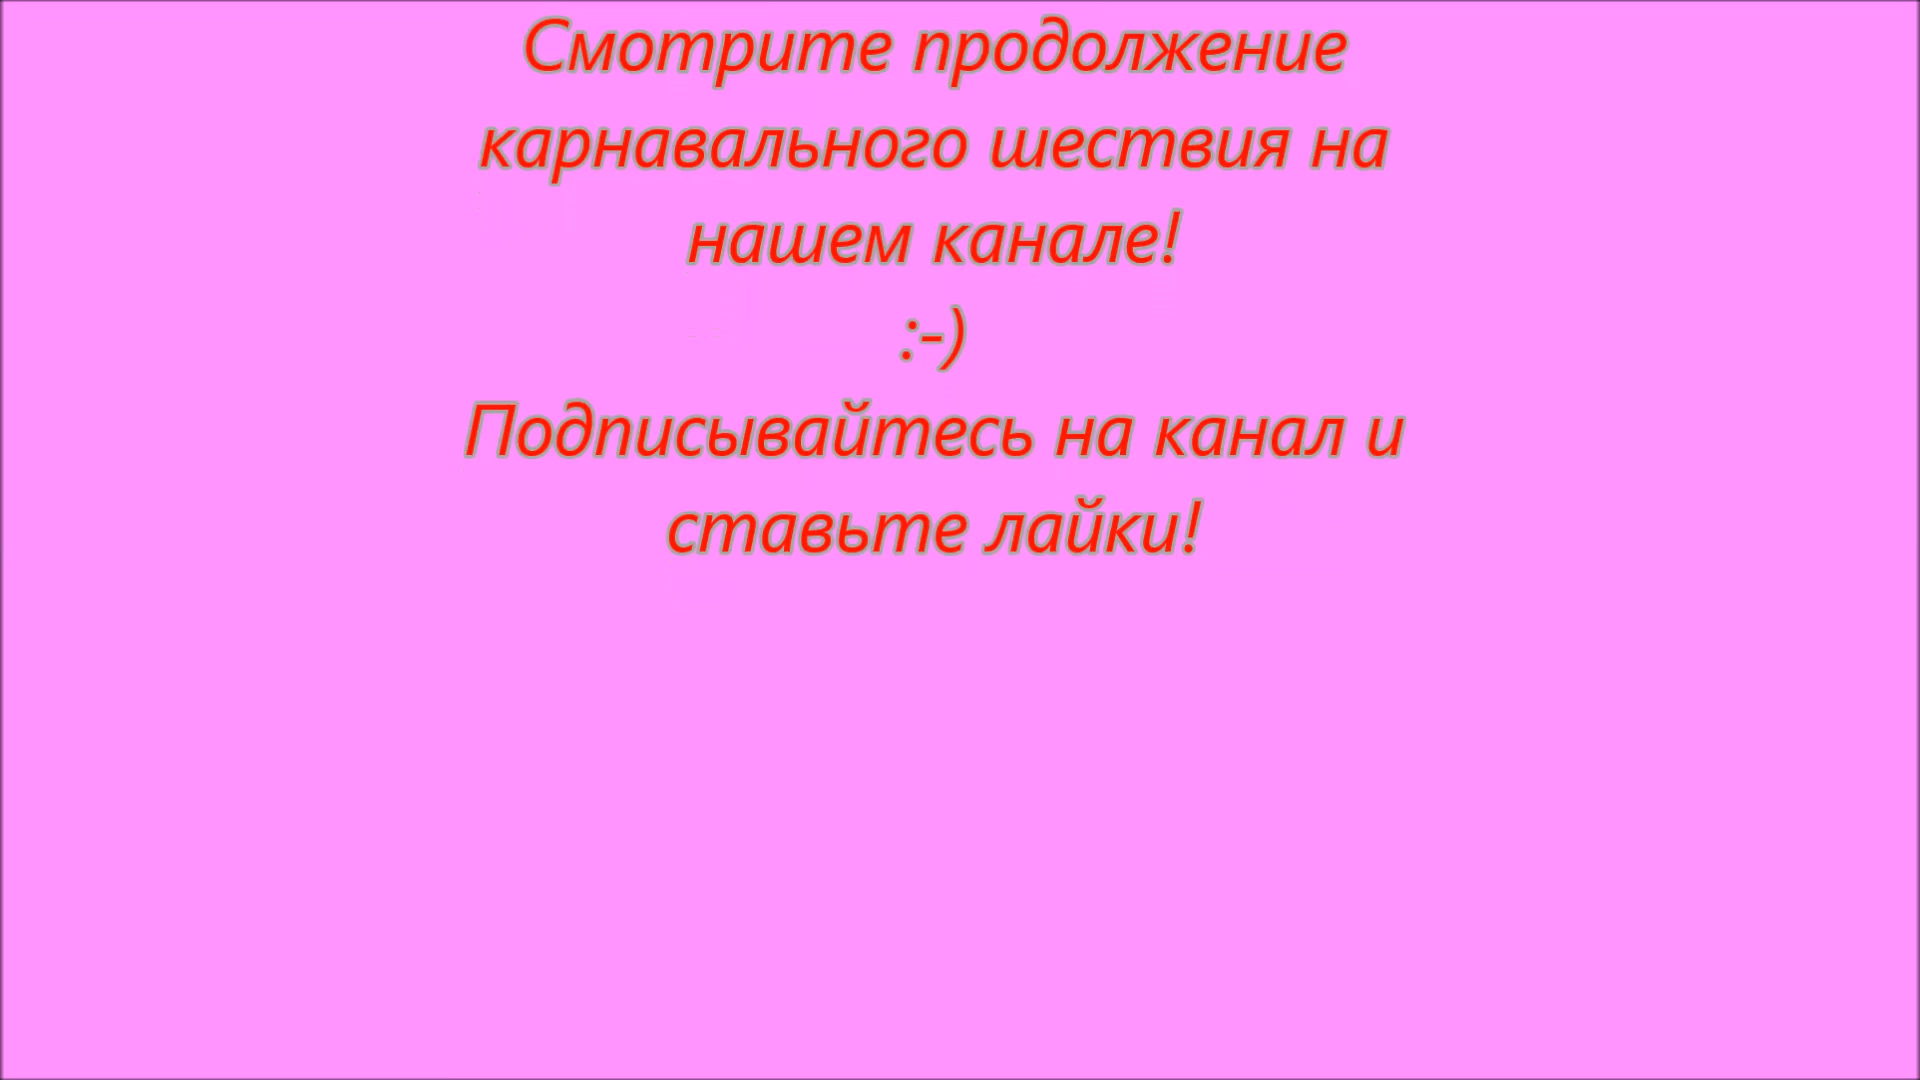 Смотрите продолжение
карнавального шествия на
нашем канале!
:-)
Подписывайтесь на канал и
ставьте лайки!